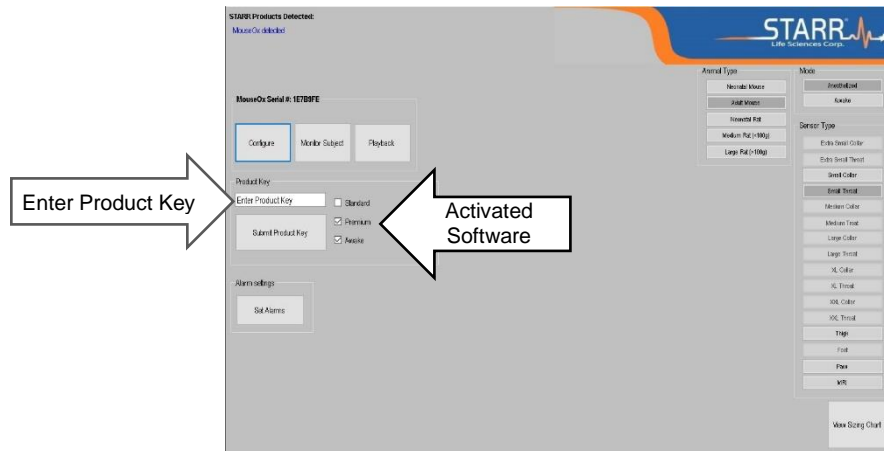 STARR Products Detected:
MouseOx detected
STARR
Life Sciences Corp.
MouseOx Serial #: 1E7B9FE
Configure
Monitor Subject
Playback
Product Key
Enter Product Key
Submit Product Key
Standard
Premium
Awake
Alarm settings
Set Alarms
Enter Product Key
Activated
Software
Animal Type
Neonatal Mouse
Adult Mouse
Neonatal Rat
Medium Rat (<100g)
Large Rat (>100g)
Mode
Anesthetized
Awake
Sensor Type
Extra Small Collar
Extra Small Throat
Small Collar
Small Throat
Medium Collar
Medium Throat
Large Collar
Large Throat
XL Collar
XL Throat
XXL Collar
XXL Throat
Thigh
Foot
Paw
MRI
View Sizing Chart